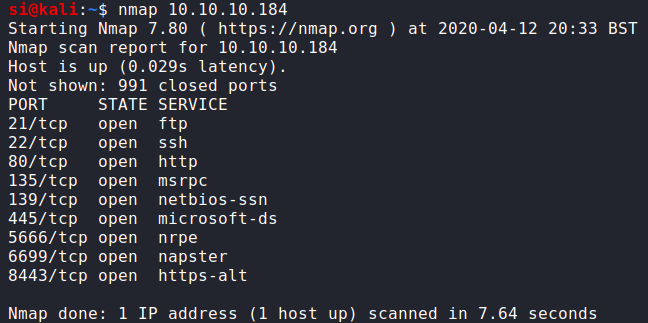 si@kali:~$ nmap 10.10.10.184
Starting Nmap 7.80 ( https://nmap.org ) at 2020-04-12 20:33 BST
Nmap scan report for 10.10.10.184
Host is up (0.029s latency).
Not shown: 991 closed ports
PORT     STATE SERVICE
21/tcp   open  ftp
22/tcp   open  ssh
80/tcp   open  http
135/tcp  open  msrpc
139/tcp  open  netbios-ssn
445/tcp  open  microsoft-ds
5666/tcp open  nrpe
6699/tcp open  napster
8443/tcp open  https-alt

Nmap done: 1 IP address (1 host up) scanned in 7.64 seconds